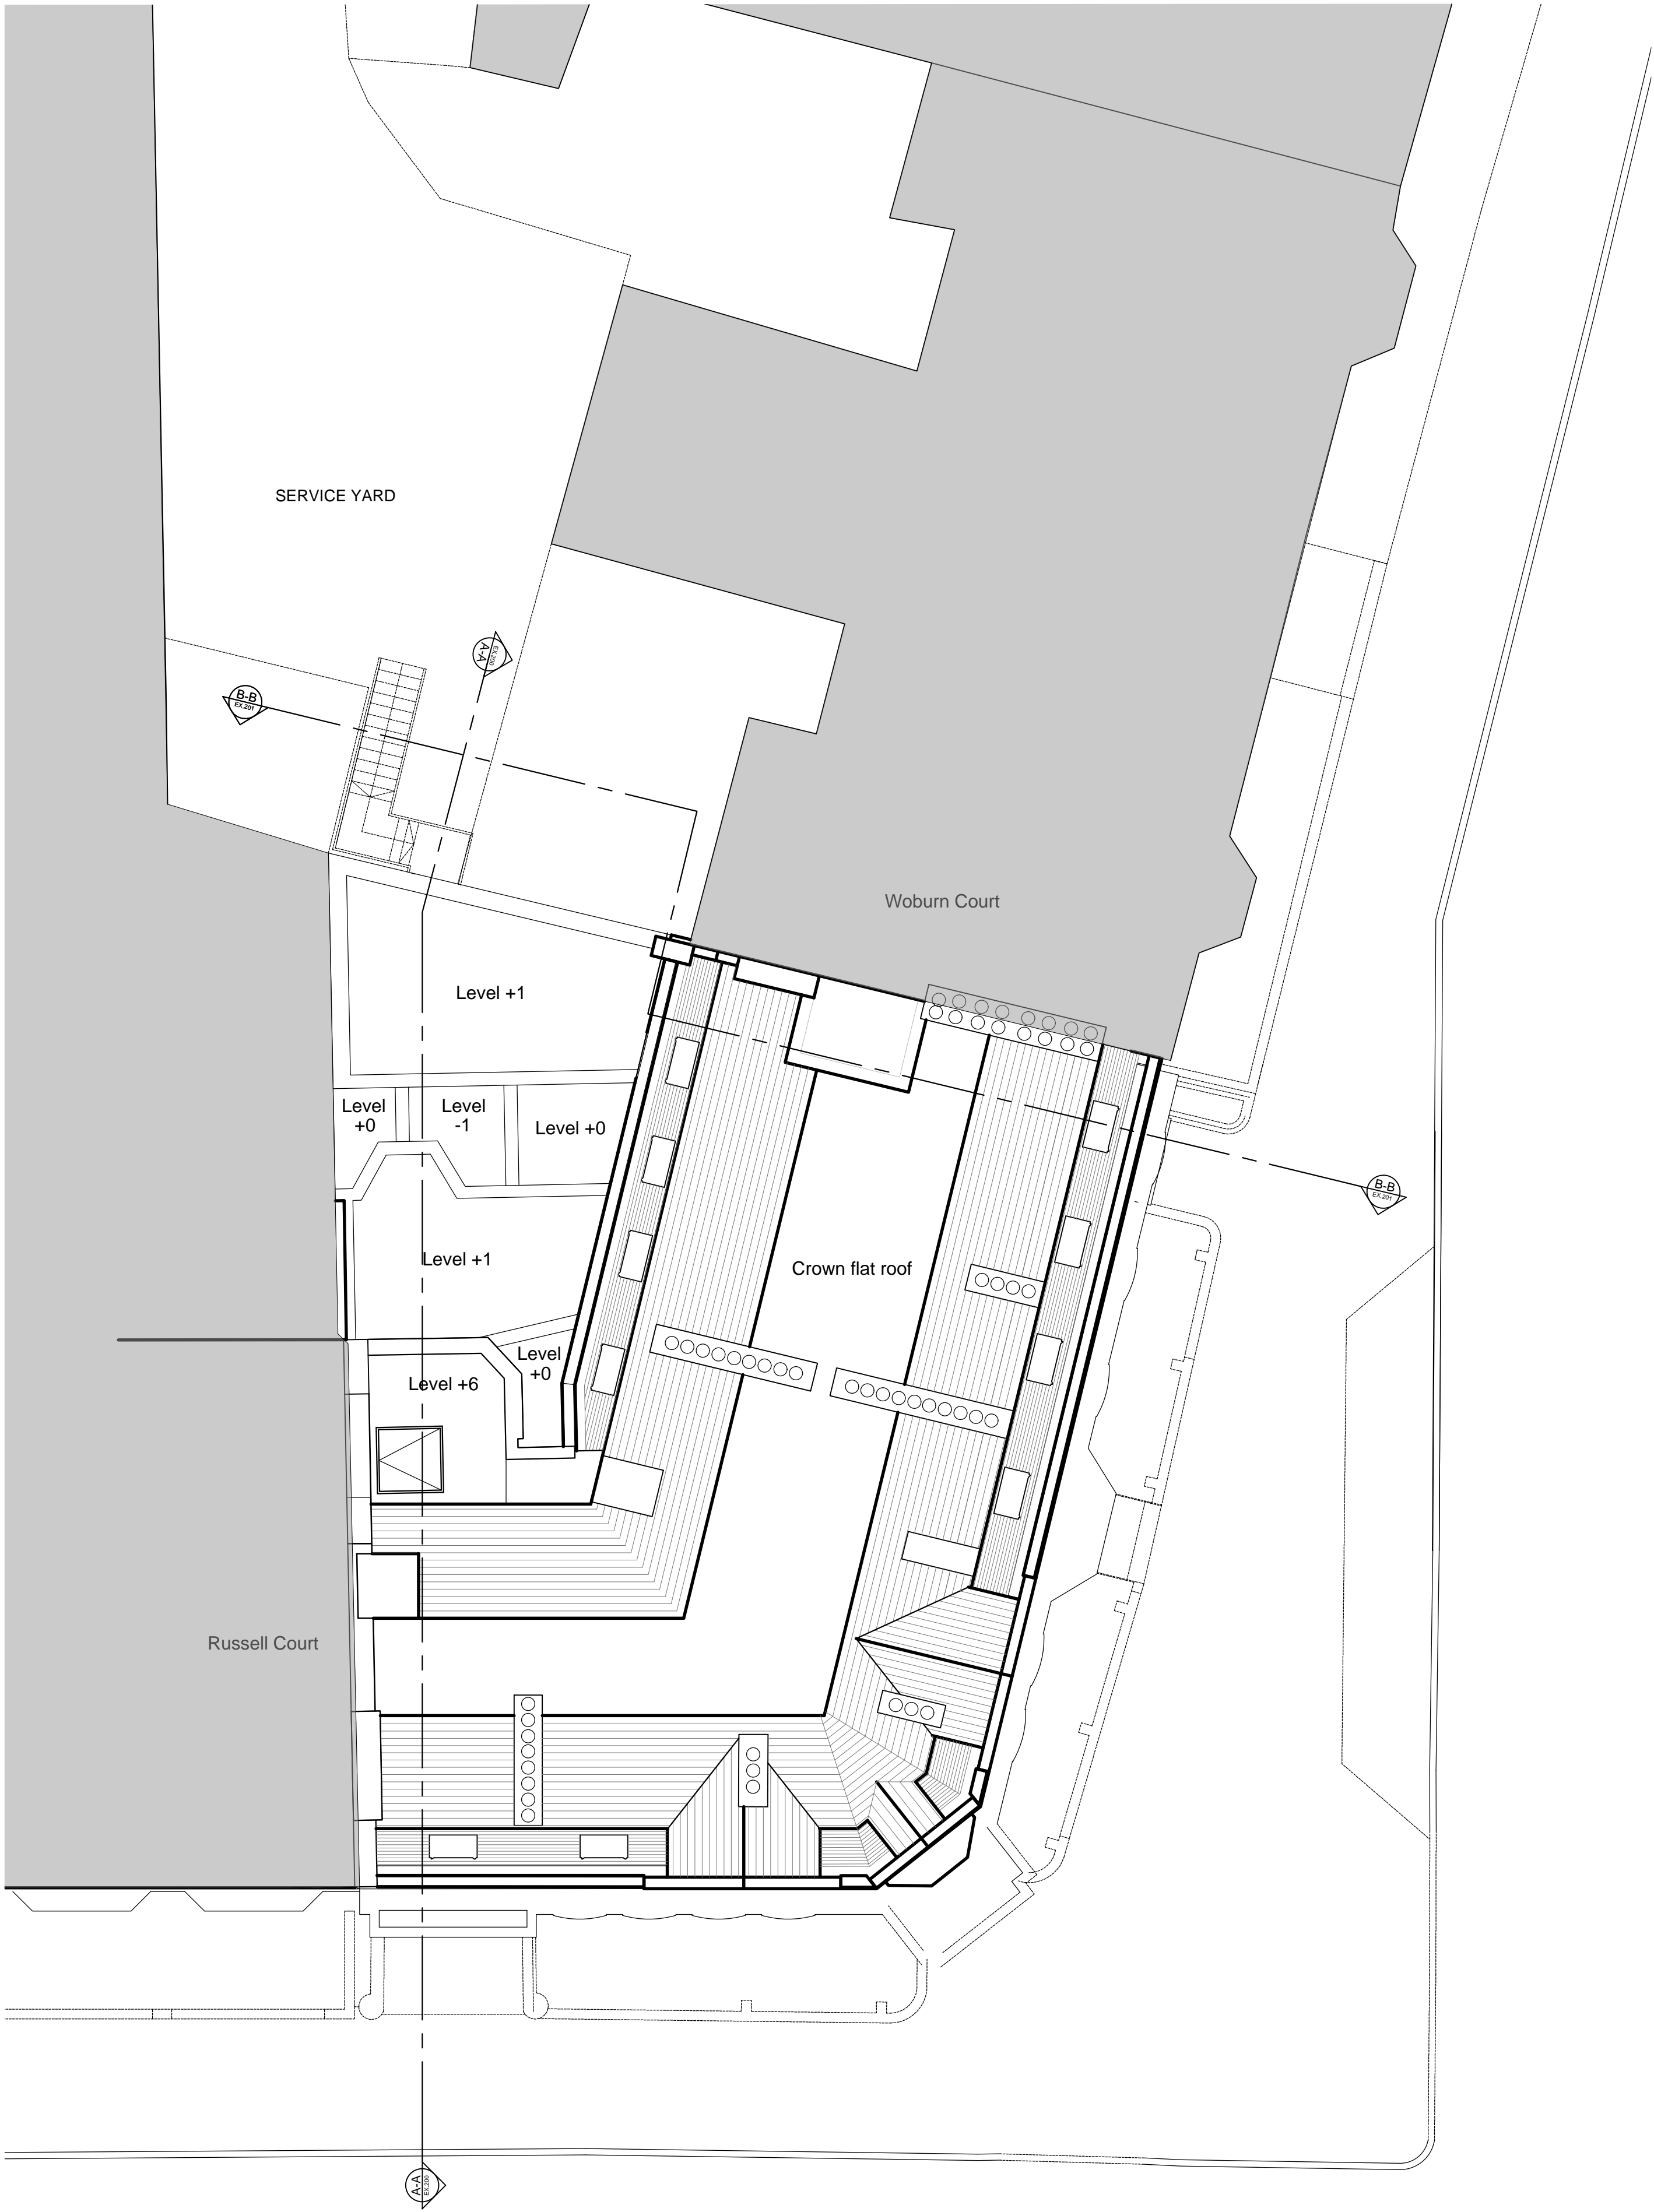 SERVICE YARD
A-A
EX.200
B-B
EX.201
Woburn Court
Level +1
Level
+0
Level
-1
Level +0
B-B
EX.201
Level +1
Crown flat roof
Level
+0
Level +6
Russell Court
A-A
EX.200